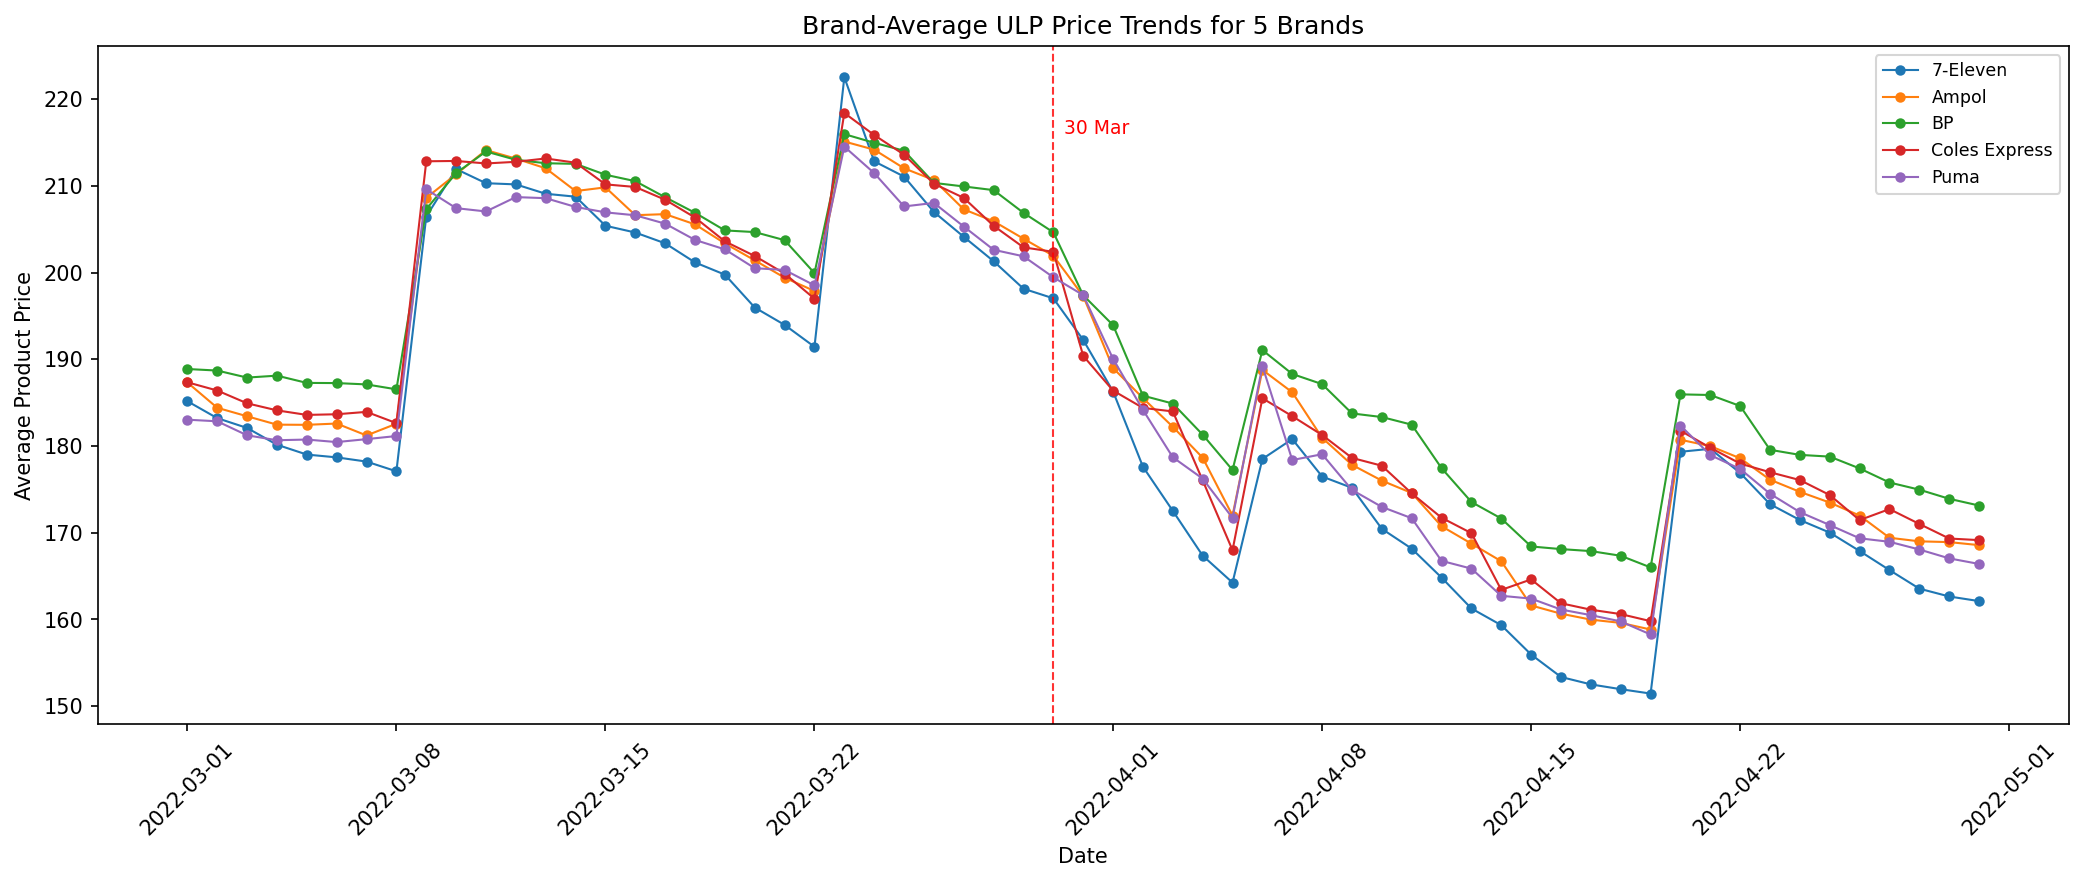 Brand-Average ULP Price Trends for 5 Brands
7-Eleven
Ampol
BP
Coles Express
Puma
30 Mar
Average Product Price
220
210
200
190
180
170
160
150
2022-03-01
2022-03-08
2022-03-15
2022-03-22
2022-04-01
2022-04-08
2022-04-15
2022-04-22
2022-05-01
Date